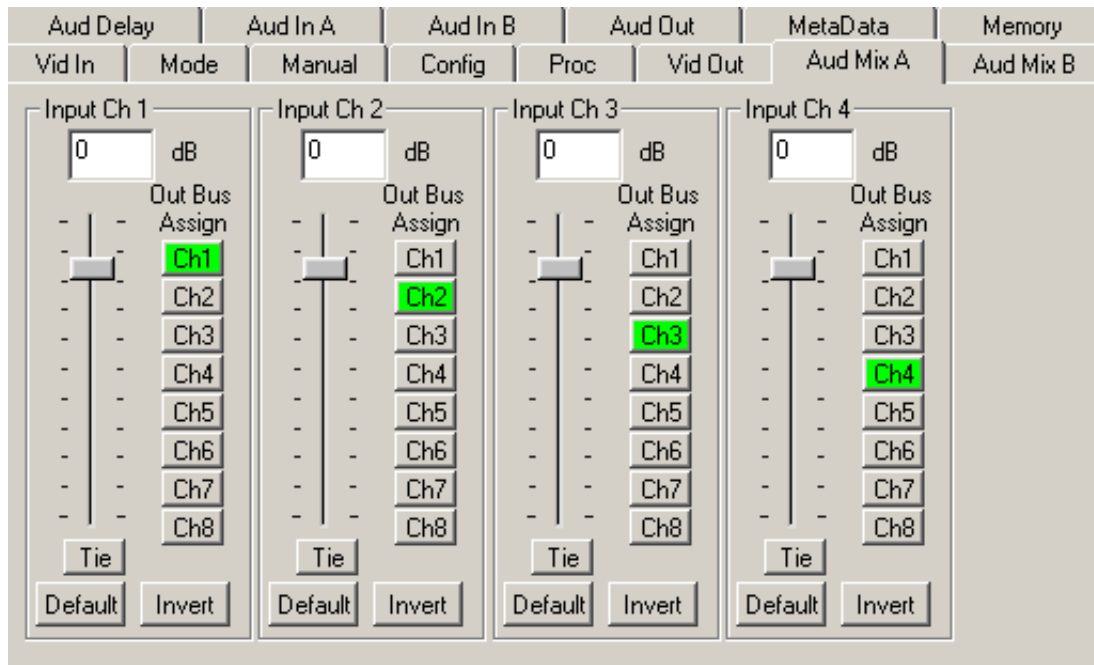 Aud Delay Aud In A Aud In B Aud Out MetaData Memory
Vid In Mode Manual Config Proc Vid Out Aud Mix A Aud Mix B
Input Ch 1 Input Ch 2 Input Ch 3 Input Ch 4
0 dB 0 dB 0 dB 0 dB
Out Bus Out Bus Out Bus Out Bus
Assign Assign Assign Assign
Ch1 Ch1 Ch1 Ch1
Ch2 Ch2 Ch2 Ch2
Ch3 Ch3 Ch3 Ch3
Ch4 Ch4 Ch4 Ch4
Ch5 Ch5 Ch5 Ch5
Ch6 Ch6 Ch6 Ch6
Ch7 Ch7 Ch7 Ch7
Ch8 Ch8 Ch8 Ch8
Tie Tie Tie Tie
Default Invert Default Invert Default Invert Default Invert